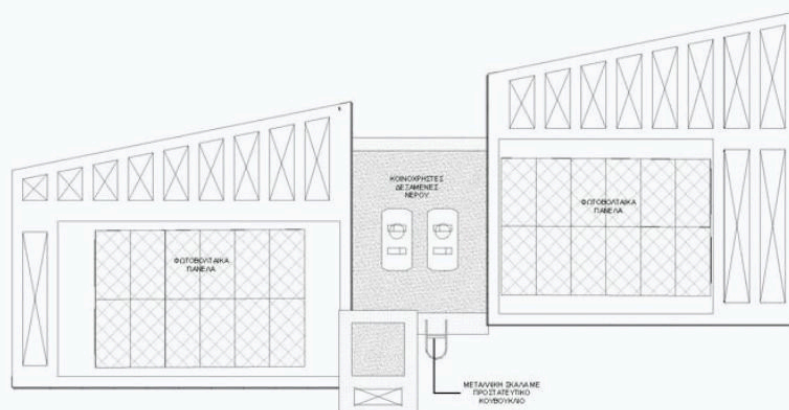 ΚΟΙΝΟΧΡΗΣΤΕΣ
ΔΕΞΑΜΕΝΕΣ
ΝΕΡΟΥ
ΦΩΤΟΒΟΛΤΑΙΚΑ
ΠΑΝΕΛΑ
ΦΩΤΟΒΟΛΤΑΙΚΑ
ΠΑΝΕΛΑ
ΜΕΤΑΛΛΙΚΗ ΣΚΑΛΑ ΜΕ
ΠΡΟΣΤΑΤΕΥΤΙΚΟ
ΚΟΥΒΟΥΚΛΙΟ